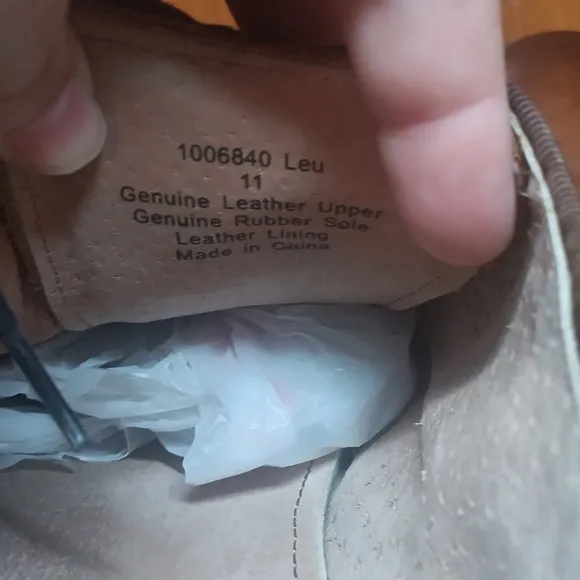 1006840 Leu
11
Genuine Leather Upper
Genuine Rubber Sole
Leather Lining
Made in China